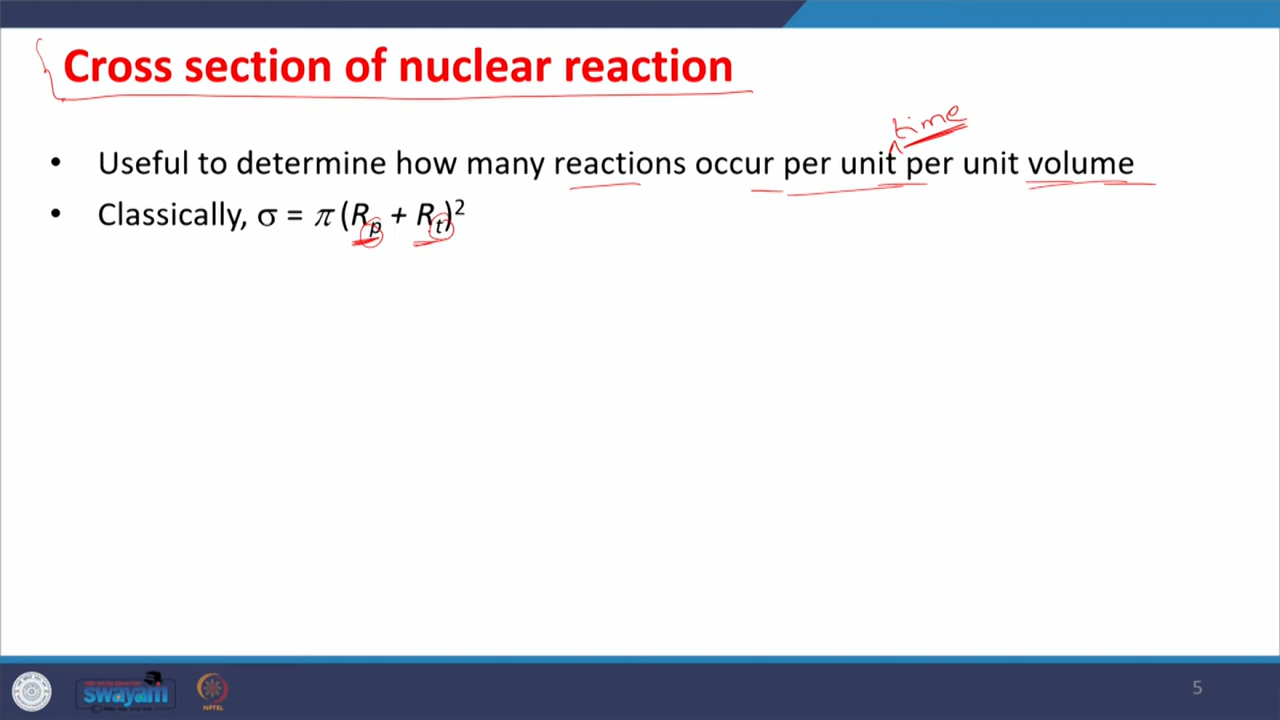 Cross section of nuclear reaction
time
• Useful to determine how many reactions occur per unit per unit volume
• Classically, σ = π (Rp + Rt)²
swayam
NPTEL
5